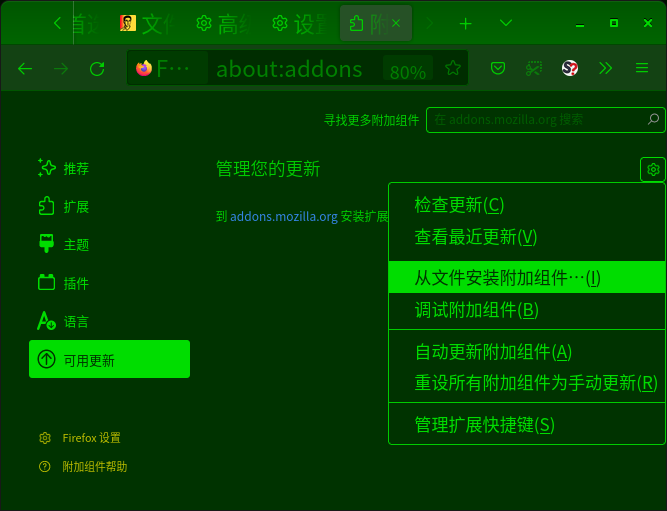 文件
高级
设置
附
F…
about:addons
80%
寻找更多附加组件
在 addons.mozilla.org 搜索
推荐
管理您的更新
扩展
到 addons.mozilla.org 安装扩展
主题
插件
语言
可用更新
Firefox 设置
附加组件帮助
检查更新(C)
查看最近更新(V)
从文件安装附加组件…(I)
调试附加组件(B)
自动更新附加组件(A)
重设所有附加组件为手动更新(R)
管理扩展快捷键(S)